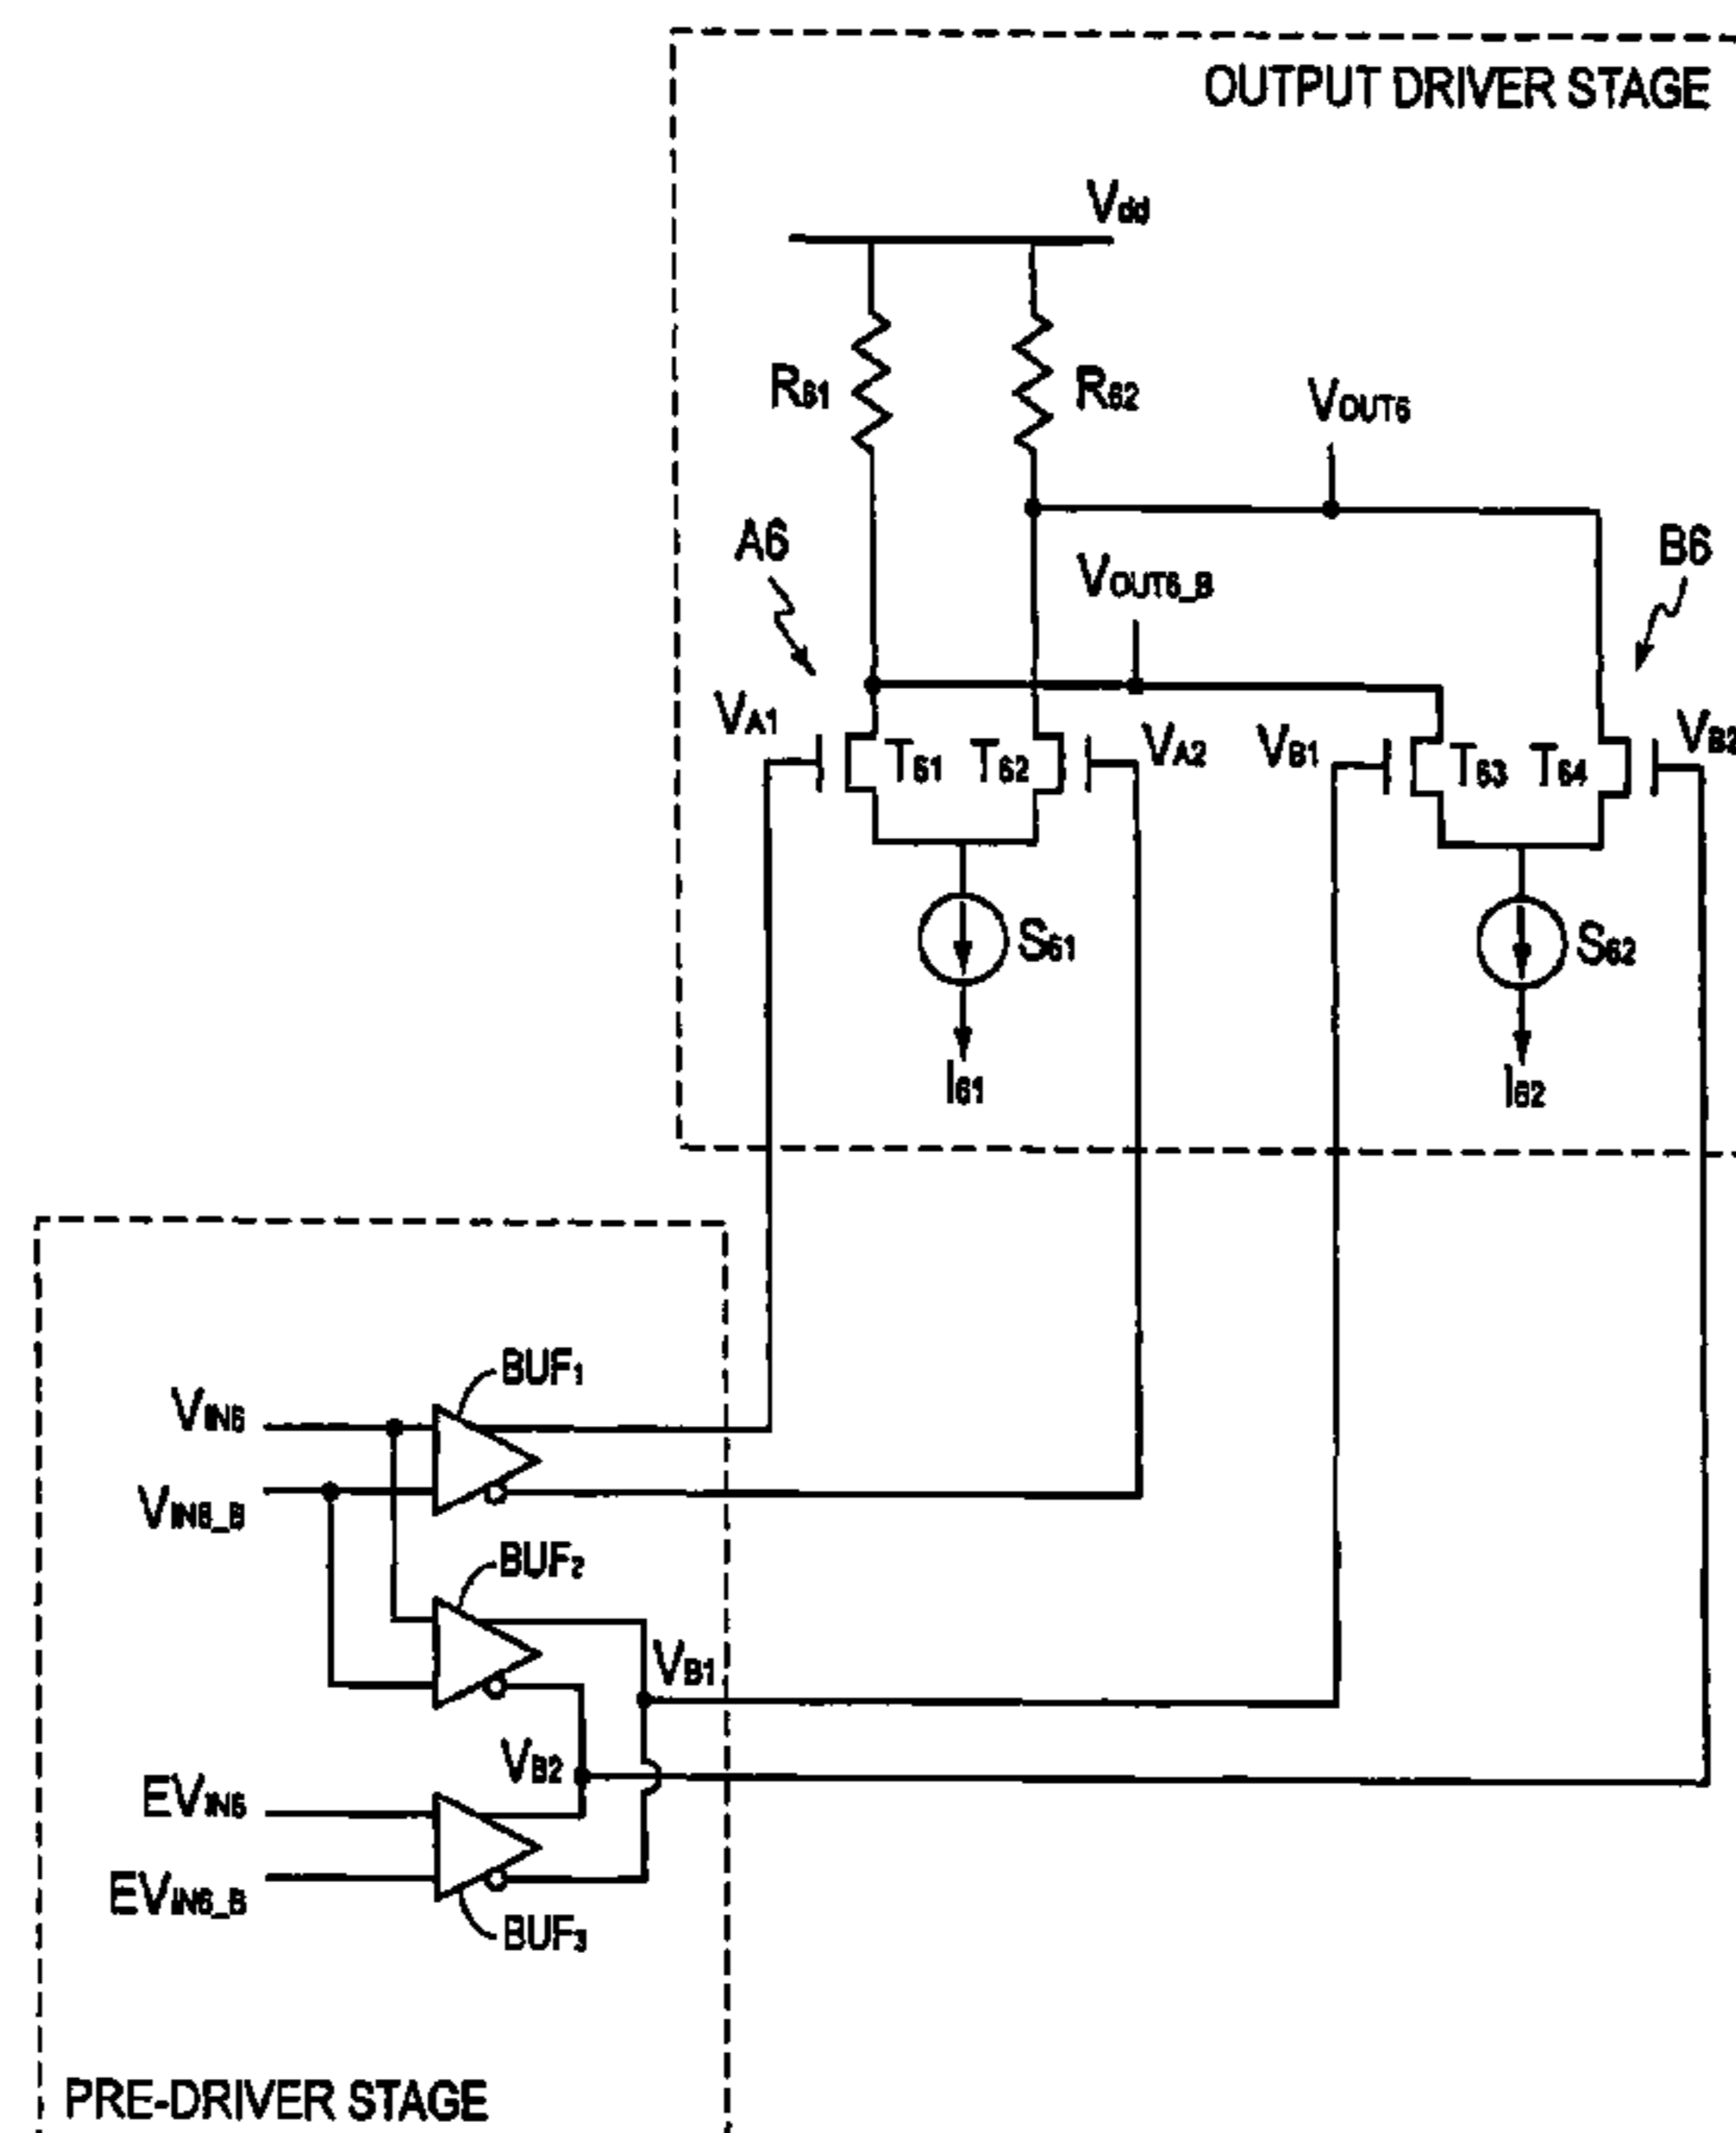 OUTPUT DRIVER STAGE
Vdd
R61
R62
VOUT6
A6
VOUT6_B
B6
VA1
T61
T62
VA2
VB1
T63
T64
VB2
S61
S62
I61
I62
BUF1
VIN6
VIN6_B
BUF2
VB1
VB2
EVIN6
EVIN6_B
BUF3
PRE-DRIVER STAGE